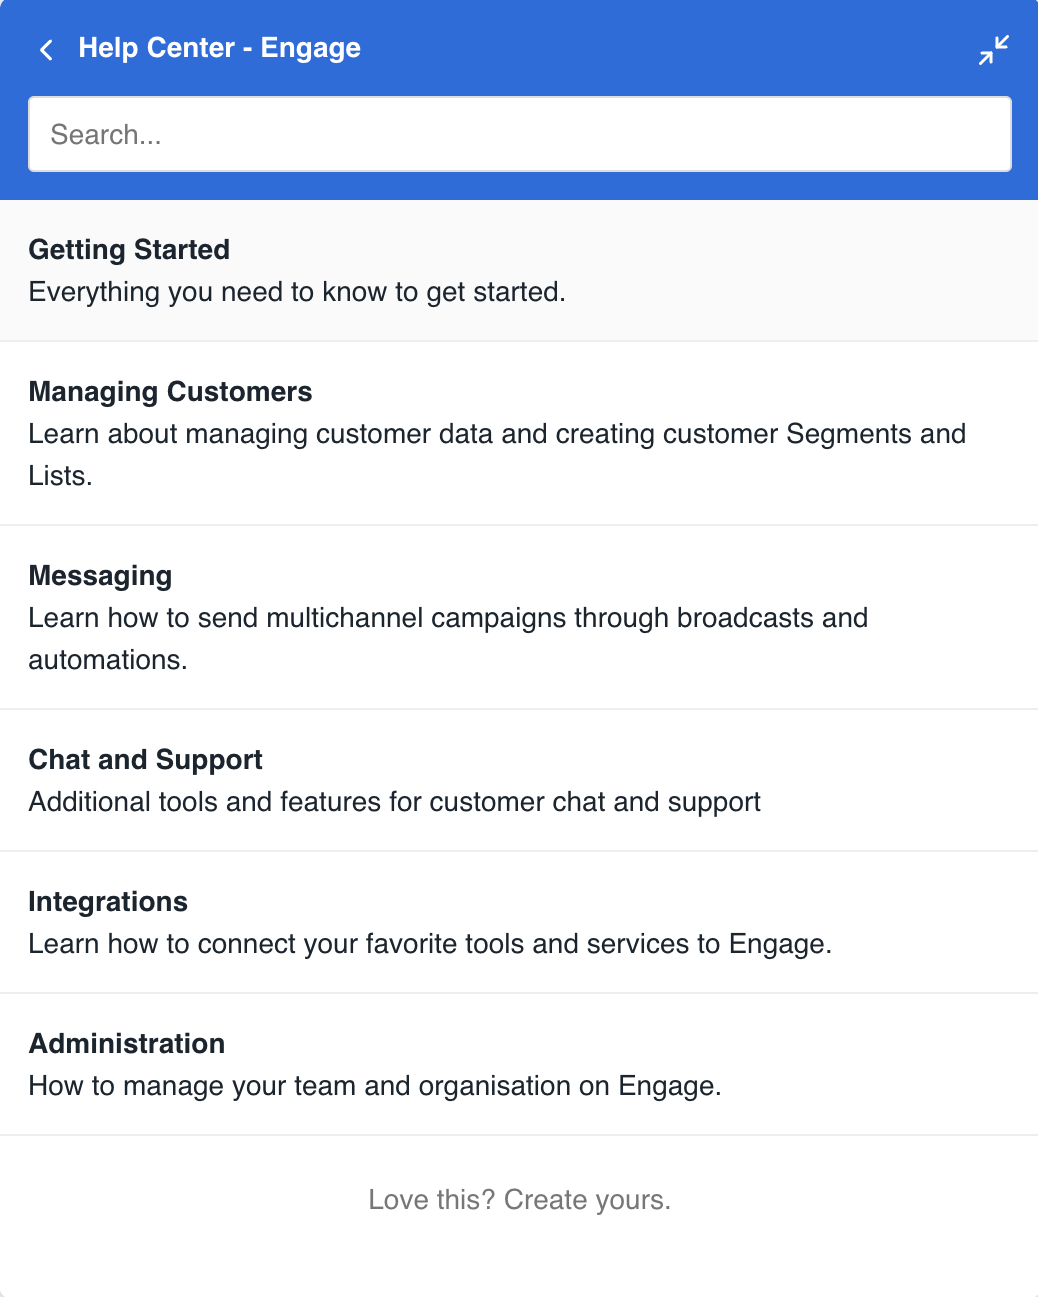 Help Center - Engage
Search...
Getting Started
Everything you need to know to get started.
Managing Customers
Learn about managing customer data and creating customer Segments and
Lists.
Messaging
Learn how to send multichannel campaigns through broadcasts and
automations.
Chat and Support
Additional tools and features for customer chat and support
Integrations
Learn how to connect your favorite tools and services to Engage.
Administration
How to manage your team and organisation on Engage.
Love this? Create yours.